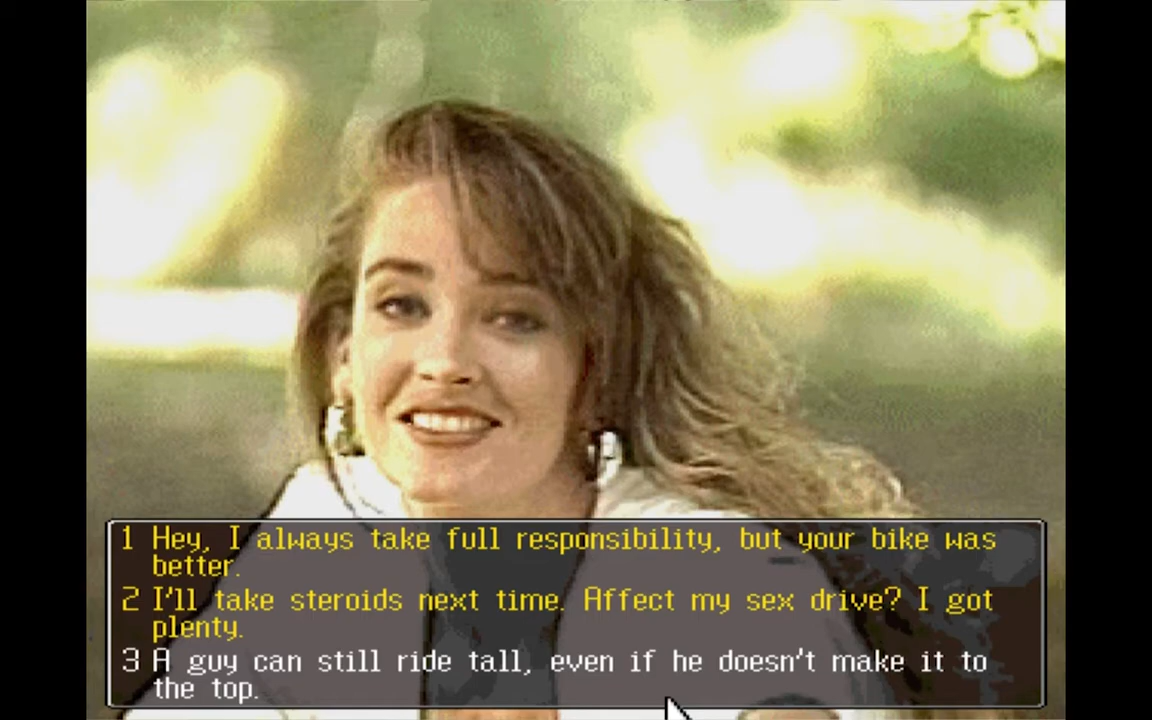 1 Hey, I always take full responsibility, but your bike was
better.
2 I'll take steroids next time. Affect my sex drive? I got
plenty.
3 A guy can still ride tall, even if he doesn't make it to
the top.